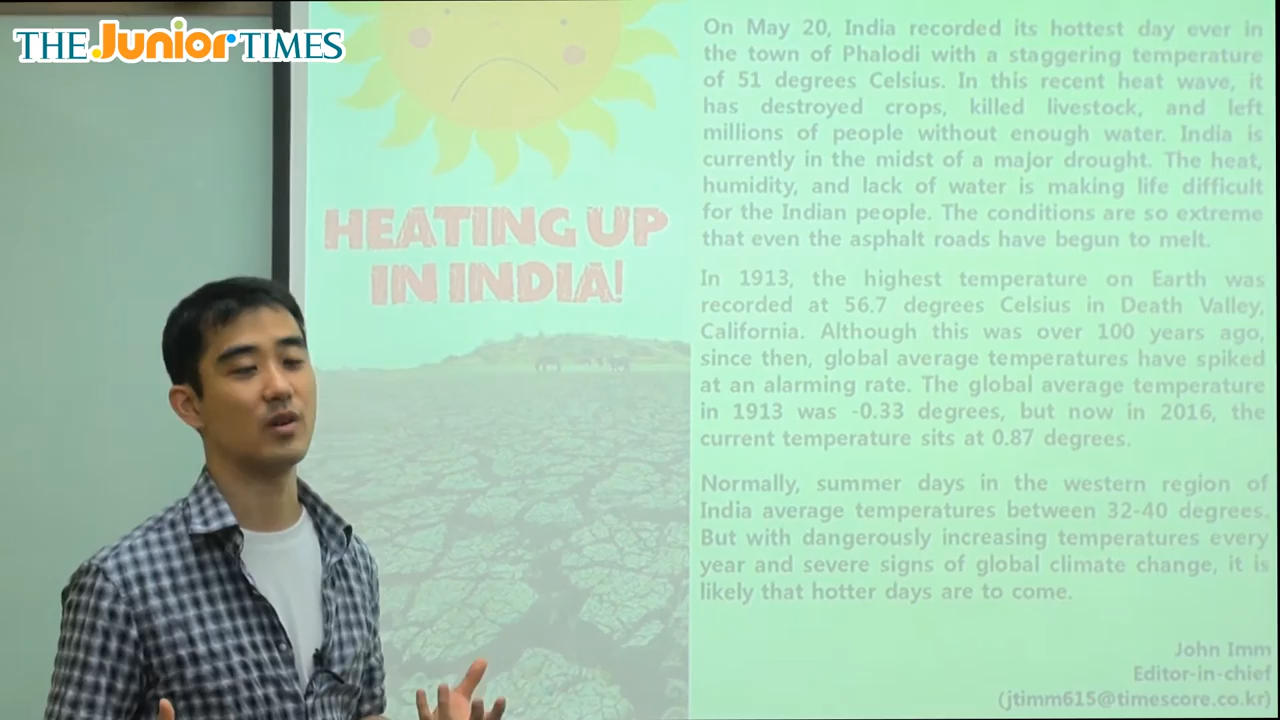 THE Junior TIMES
HEATING UP
IN INDIA!
On May 20, India recorded its hottest day ever in
the town of Phalodi with a staggering temperature
of 51 degrees Celsius. In this recent heat wave, it
has destroyed crops, killed livestock, and left
millions of people without enough water. India is
currently in the midst of a major drought. The heat,
humidity, and lack of water is making life difficult
for the Indian people. The conditions are so extreme
that even the asphalt roads have begun to melt.
In 1913, the highest temperature on Earth was
recorded at 56.7 degrees Celsius in Death Valley,
California. Although this was over 100 years ago,
since then, global average temperatures have spiked
at an alarming rate. The global average temperature
in 1913 was -0.33 degrees, but now in 2016, the
current temperature sits at 0.87 degrees.
Normally, summer days in the western region of
India average temperatures between 32-40 degrees.
But with dangerously increasing temperatures every
year and severe signs of global climate change, it is
likely that hotter days are to come.
John Imm
Editor-in-chief
(jtimm615@timescore.co.kr)